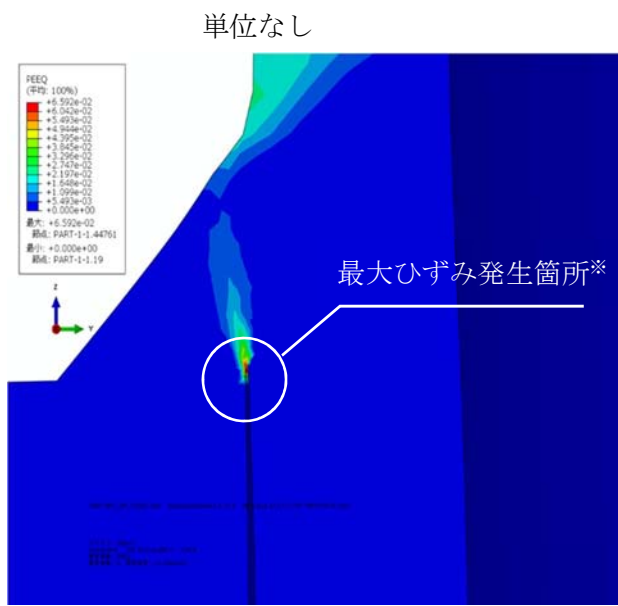 単位なし
PEEQ
(平均: 100%)
+6.592e-02
+6.042e-02
+5.493e-02
+4.944e-02
+4.395e-02
+3.845e-02
+3.296e-02
+2.747e-02
+2.197e-02
+1.648e-02
+1.099e-02
+5.493e-03
+0.000e+00
最大: +6.592e-02
節点: PART-1-1.44761
最小: +0.000e+00
節点: PART-1-1.19
最大ひずみ発生箇所※
Z
Y